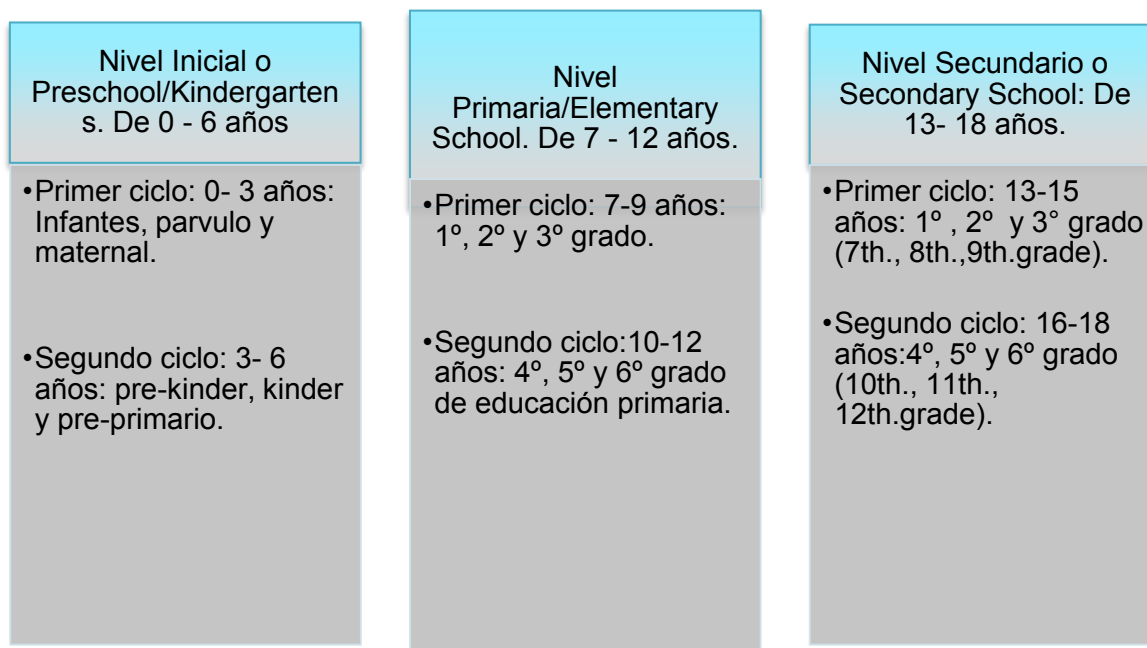 Nivel Inicial o
Preschool/Kindergarten
s. De 0 - 6 años
•Primer ciclo: 0- 3 años:
Infantes, parvulo y
maternal.
•Segundo ciclo: 3- 6
años: pre-kinder, kinder
y pre-primario.
Nivel
Primaria/Elementary
School. De 7 - 12 años.
•Primer ciclo: 7-9 años:
1º, 2º y 3º grado.
•Segundo ciclo:10-12
años: 4º, 5º y 6º grado
de educación primaria.
Nivel Secundario o
Secondary School: De
13- 18 años.
•Primer ciclo: 13-15
años: 1º , 2º y 3° grado
(7th., 8th.,9th.grade).
•Segundo ciclo: 16-18
años:4º, 5º y 6º grado
(10th., 11th.,
12th.grade).